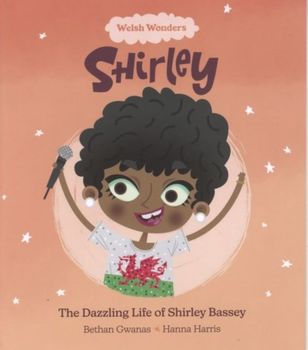 Welsh Wonders
SHirLey
The Dazzling Life of Shirley Bassey
Bethan Gwanas ★ Hanna Harris